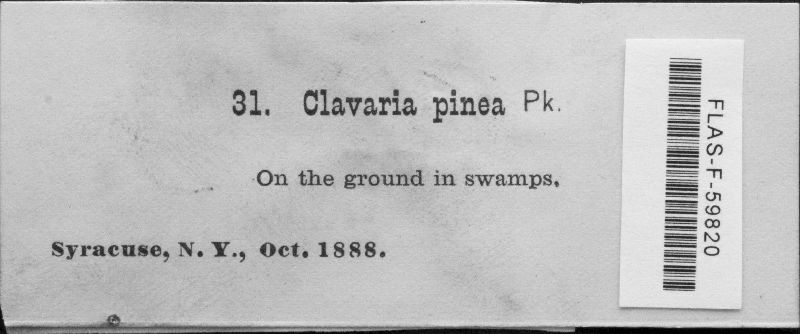 31. Clavaria pinea Pk.
On the ground in swamps.
Syracuse, N. Y., Oct. 1888.
FLAS-F-59820